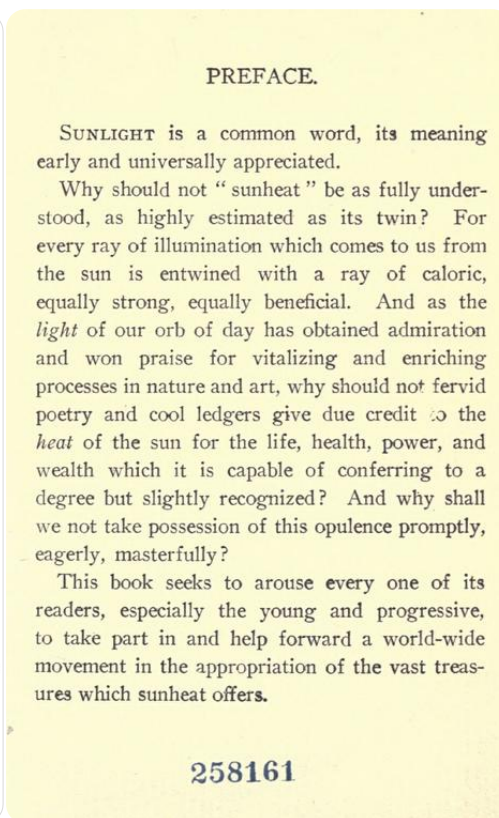 PREFACE.
SUNLIGHT is a common word, its meaning
early and universally appreciated.
Why should not “ sunheat ” be as fully under-
stood, as highly estimated as its twin? For
every ray of illumination which comes to us from
the sun is entwined with a ray of caloric,
equally strong, equally beneficial. And as the
light of our orb of day has obtained admiration
and won praise for vitalizing and enriching
processes in nature and art, why should not fervid
poetry and cool ledgers give due credit to the
heat of the sun for the life, health, power, and
wealth which it is capable of conferring to a
degree but slightly recognized? And why shall
we not take possession of this opulence promptly,
eagerly, masterfully?
This book seeks to arouse every one of its
readers, especially the young and progressive,
to take part in and help forward a world-wide
movement in the appropriation of the vast treas-
ures which sunheat offers.
258161